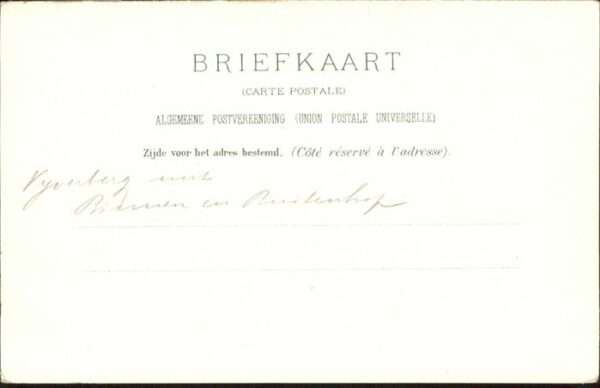 BRIEFKAART
(CARTE POSTALE)
ALGEMEENE POSTVEREENIGING (UNION POSTALE UNIVERSELLE)
Zijde voor het adres bestemd. (Côté réservé à l'adresse).
Vyverberg met
Binnen en Buitenhof